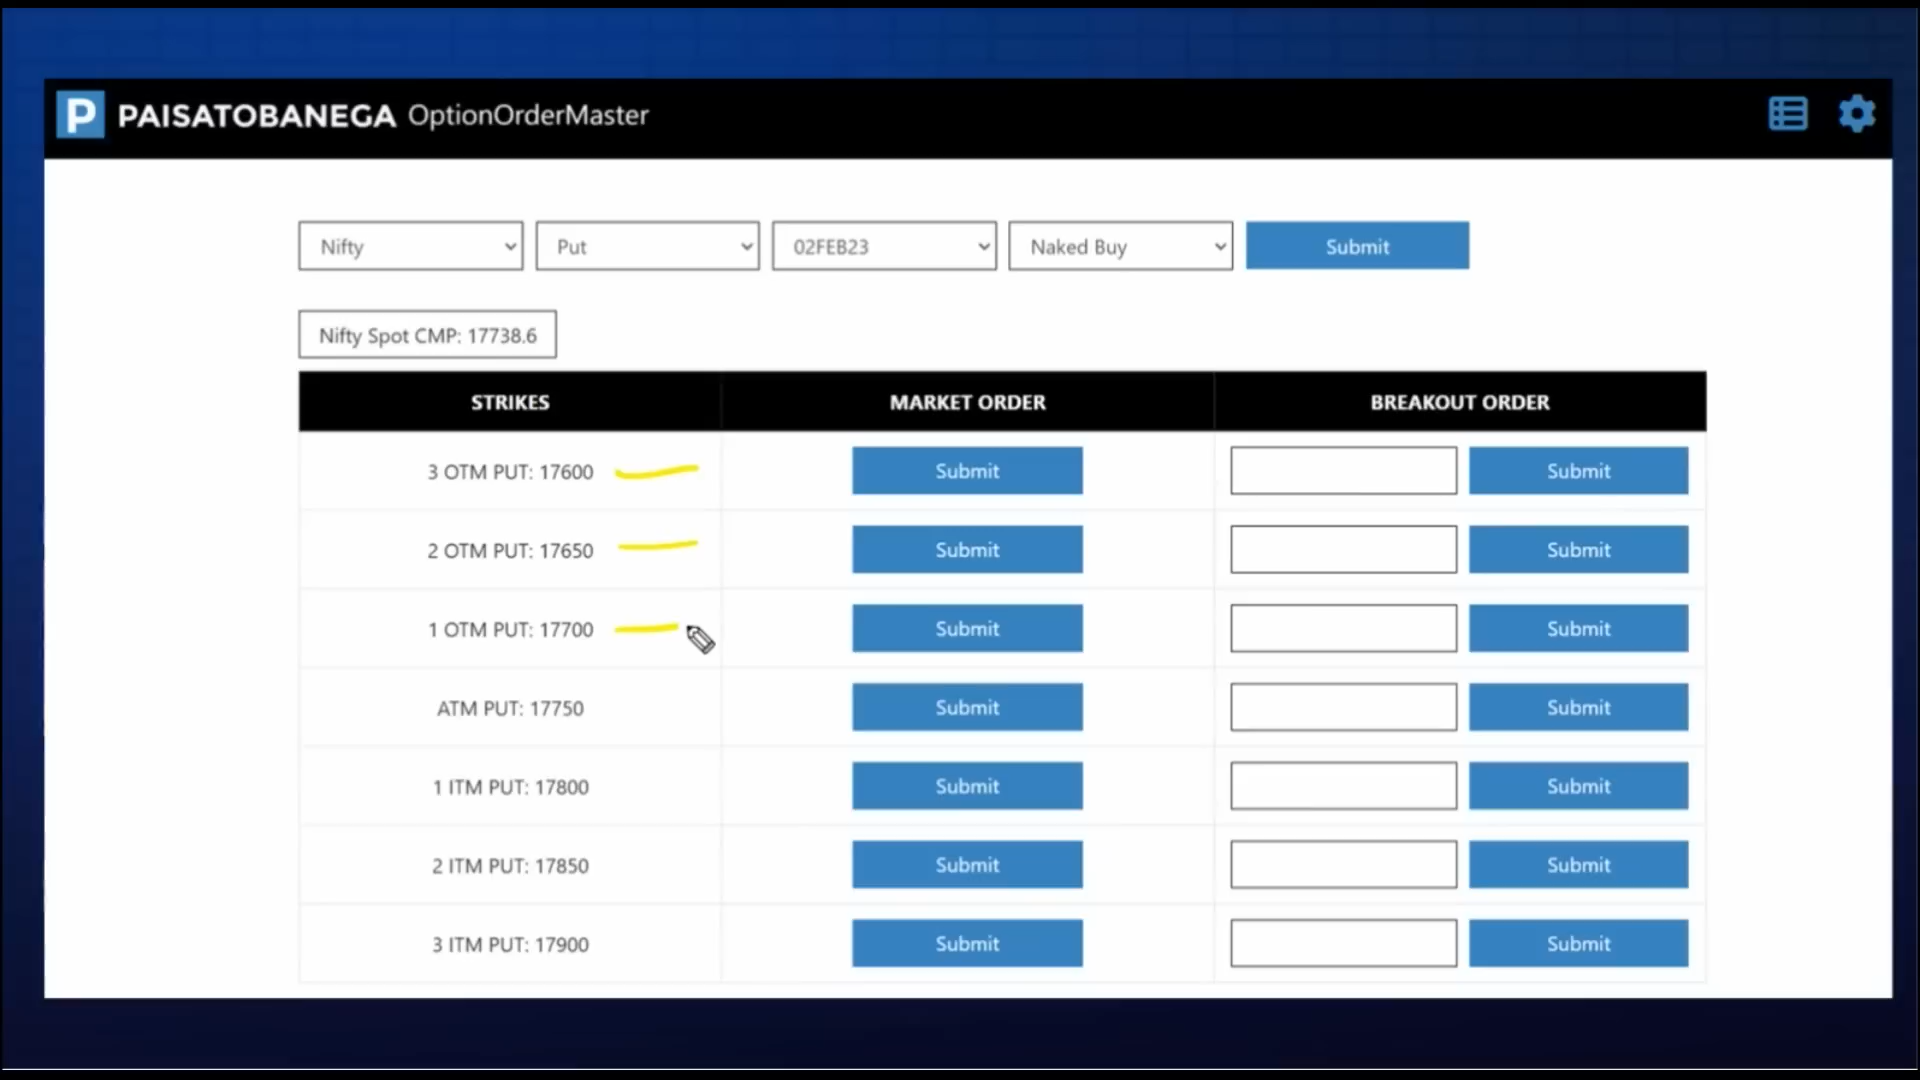 P PAISATOBANEGA OptionOrderMaster
Nifty Put 02FEB23 Naked Buy Submit
Nifty Spot CMP: 17738.6
STRIKES MARKET ORDER BREAKOUT ORDER
3 OTM PUT: 17600 Submit Submit
2 OTM PUT: 17650 Submit Submit
1 OTM PUT: 17700 Submit Submit
ATM PUT: 17750 Submit Submit
1 ITM PUT: 17800 Submit Submit
2 ITM PUT: 17850 Submit Submit
3 ITM PUT: 17900 Submit Submit